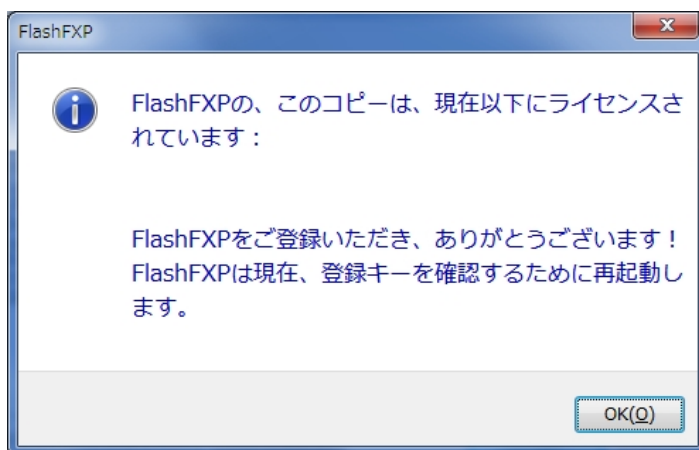 FlashFXP
FlashFXPの、このコピーは、現在以下にライセンスさ
れています：
FlashFXPをご登録いただき、ありがとうございます！
FlashFXPは現在、登録キーを確認するために再起動し
ます。
OK(O)